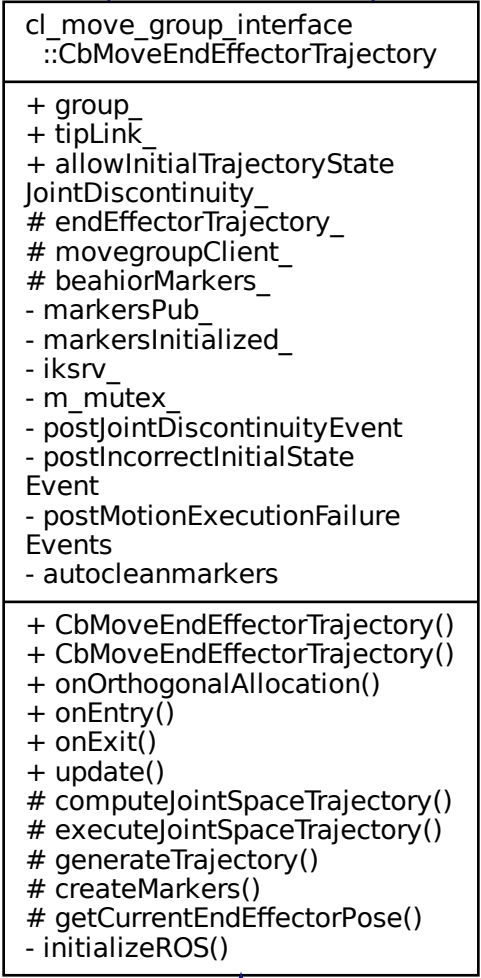 cl_move_group_interface
::CbMoveEndEffectorTrajectory
+ group_
+ tipLink_
+ allowInitialTrajectoryState
JointDiscontinuity_
# endEffectorTrajectory_
# movegroupClient_
# beahiorMarkers_
- markersPub_
- markersInitialized_
- iksrv_
- m_mutex_
- postJointDiscontinuityEvent
- postIncorrectInitialState
Event
- postMotionExecutionFailure
Events
- autocleanmarkers
+ CbMoveEndEffectorTrajectory()
+ CbMoveEndEffectorTrajectory()
+ onOrthogonalAllocation()
+ onEntry()
+ onExit()
+ update()
# computeJointSpaceTrajectory()
# executeJointSpaceTrajectory()
# generateTrajectory()
# createMarkers()
# getCurrentEndEffectorPose()
- initializeROS()